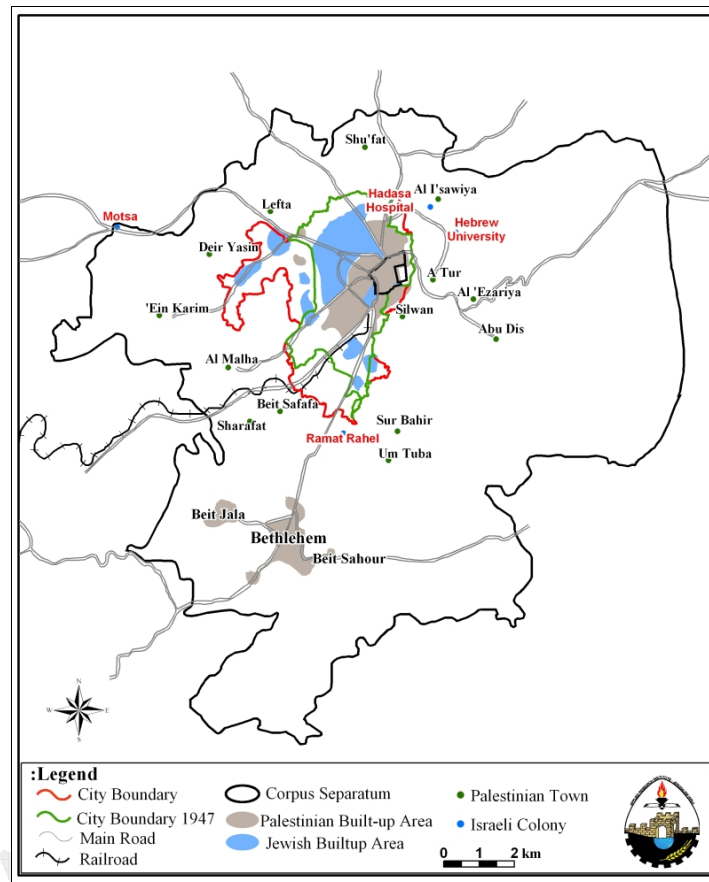 Shu'fat
Hadasa
Hospital
Al I'sawiya
Lefta
Motsa
Hebrew
University
Deir Yasin
A Tur
Al 'Ezariya
'Ein Karim
Silwan
Abu Dis
Al Malha
Beit Safafa
Sharafat
Sur Bahir
Ramat Rahel
Um Tuba
Beit Jala
Bethlehem
Beit Sahour
N
W E
S
:Legend
City Boundary
City Boundary 1947
Main Road
Railroad
Corpus Separatum
Palestinian Built-up Area
Jewish Builtup Area
Palestinian Town
Israeli Colony
0 1 2 km